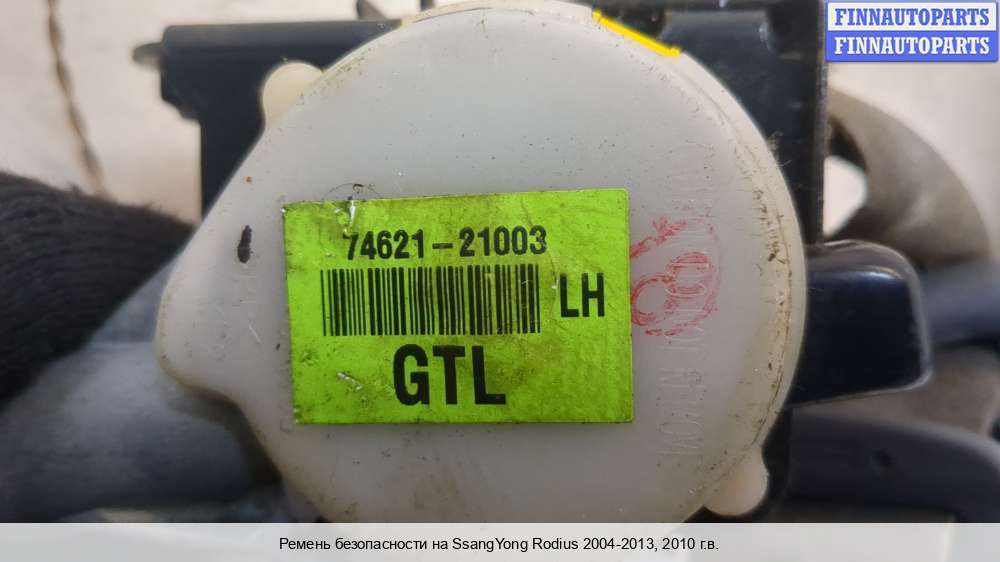 FINNAUTOPARTS
FINNAUTOPARTS
74621-21003
LH
GTL
Ремень безопасности на SsangYong Rodius 2004-2013, 2010 г.в.